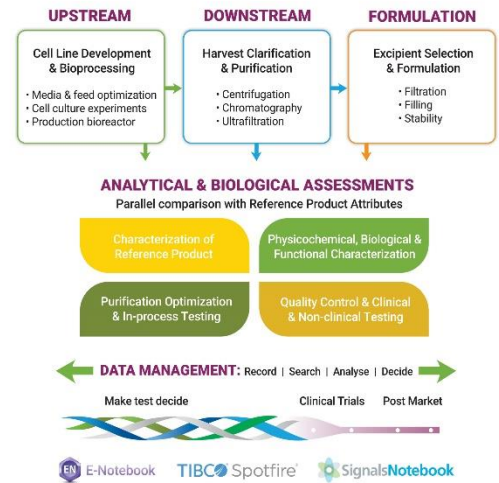 UPSTREAM
Cell Line Development
& Bioprocessing
• Media & feed optimization
• Cell culture experiments
• Production bioreactor
DOWNSTREAM
Harvest Clarification
& Purification
• Centrifugation
• Chromatography
• Ultrafiltration
FORMULATION
Excipient Selection
& Formulation
• Filtration
• Filling
• Stability
ANALYTICAL & BIOLOGICAL ASSESSMENTS
Parallel comparison with Reference Product Attributes
Characterization of
Reference Product
Physicochemical, Biological &
Functional Characterization
Purification Optimization
& In-process Testing
Quality Control & Clinical
& Non-clinical Testing
DATA MANAGEMENT: Record | Search | Analyse | Decide
Make test decide
Clinical Trials
Post Market
EN E-Notebook
TIBCO Spotfire®
SignalsNotebook